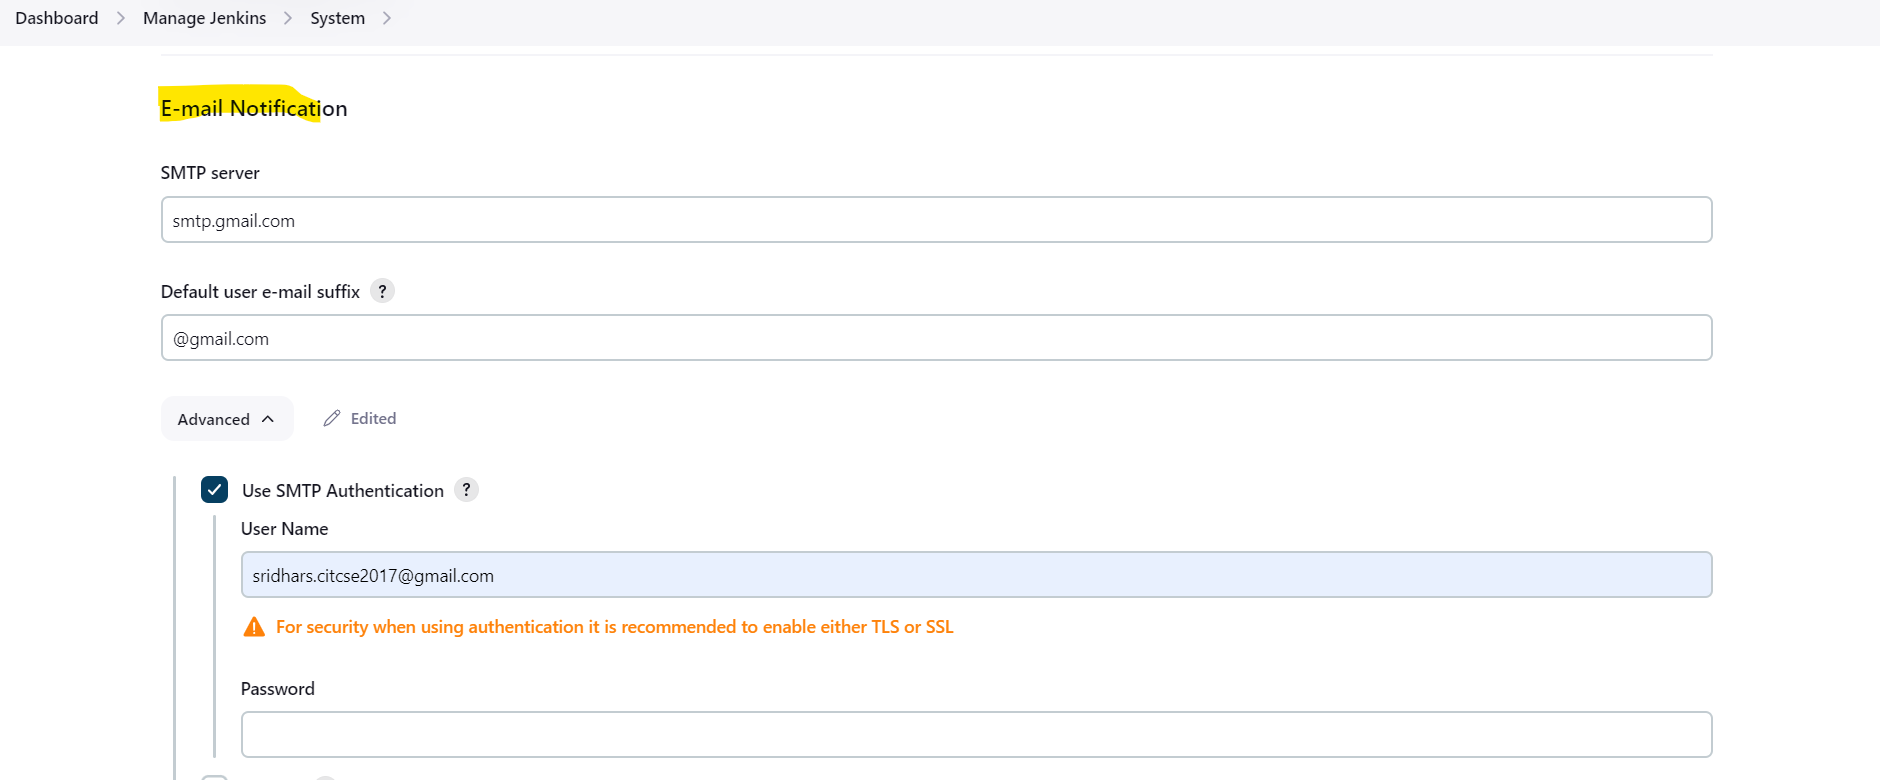 Dashboard > Manage Jenkins > System >
E-mail Notification
SMTP server
smtp.gmail.com
Default user e-mail suffix ?
@gmail.com
Advanced Edited
Use SMTP Authentication ?
User Name
sridhars.citcse2017@gmail.com
For security when using authentication it is recommended to enable either TLS or SSL
Password